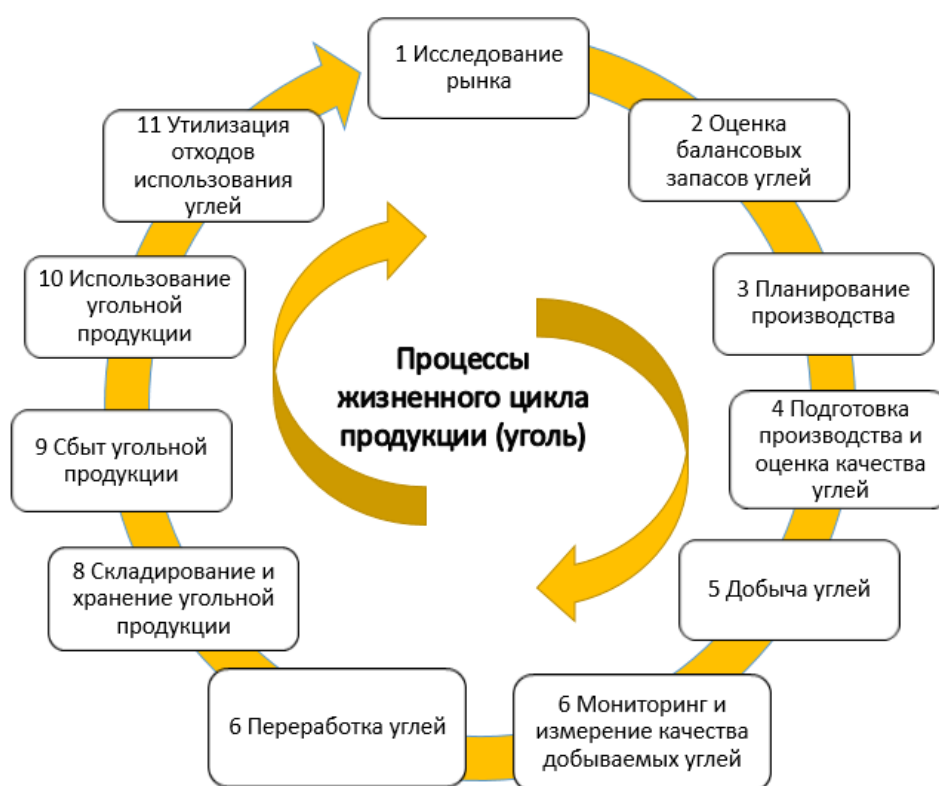 1 Исследование
рынка
2 Оценка
балансовых
запасов углей
3 Планирование
производства
4 Подготовка
производства и
оценка качества
углей
5 Добыча углей
6 Мониторинг и
измерение качества
добываемых углей
6 Переработка углей
8 Складирование и
хранение угольной
продукции
9 Сбыт угольной
продукции
10 Использование
угольной
продукции
11 Утилизация
отходов
использования
углей
Процессы
жизненного цикла
продукции (уголь)